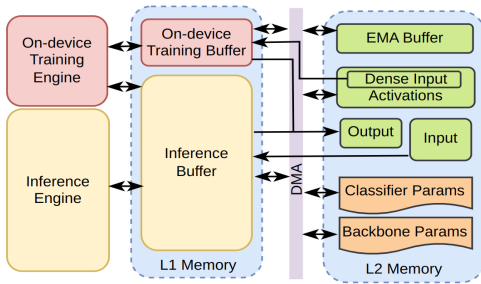 On-device
Training
Engine
Inference
Engine
On-device
Training Buffer
Inference
Buffer
L1 Memory
DMA
EMA Buffer
Dense Input
Activations
Output
Input
Classifier Params
Backbone Params
L2 Memory